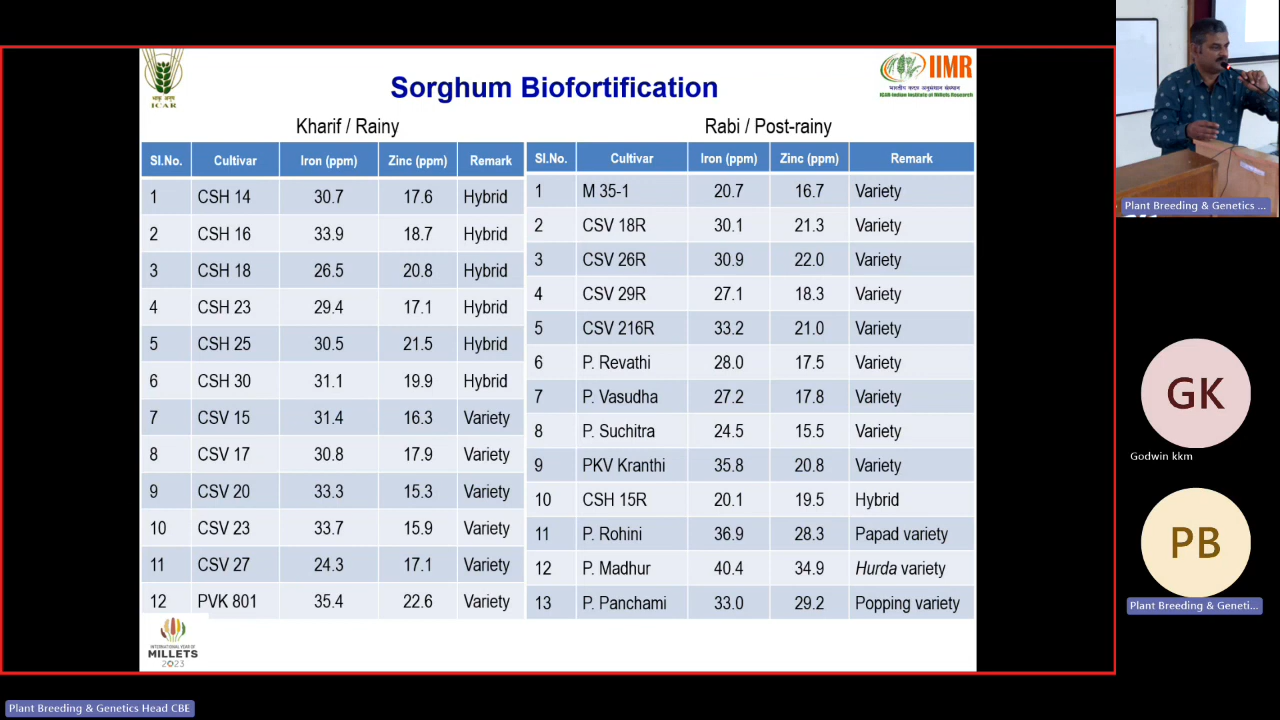 ICAR
Sorghum Biofortification
IIMR
भारतीय कदन्न अनुसंधान संस्थान
ICAR-Indian Institute of Millets Research
Kharif / Rainy
Sl.No. Cultivar Iron (ppm) Zinc (ppm) Remark
1 CSH 14 30.7 17.6 Hybrid
2 CSH 16 33.9 18.7 Hybrid
3 CSH 18 26.5 20.8 Hybrid
4 CSH 23 29.4 17.1 Hybrid
5 CSH 25 30.5 21.5 Hybrid
6 CSH 30 31.1 19.9 Hybrid
7 CSV 15 31.4 16.3 Variety
8 CSV 17 30.8 17.9 Variety
9 CSV 20 33.3 15.3 Variety
10 CSV 23 33.7 15.9 Variety
11 CSV 27 24.3 17.1 Variety
12 PVK 801 35.4 22.6 Variety
Rabi / Post-rainy
Sl.No. Cultivar Iron (ppm) Zinc (ppm) Remark
1 M 35-1 20.7 16.7 Variety
2 CSV 18R 30.1 21.3 Variety
3 CSV 26R 30.9 22.0 Variety
4 CSV 29R 27.1 18.3 Variety
5 CSV 216R 33.2 21.0 Variety
6 P. Revathi 28.0 17.5 Variety
7 P. Vasudha 27.2 17.8 Variety
8 P. Suchitra 24.5 15.5 Variety
9 PKV Kranthi 35.8 20.8 Variety
10 CSH 15R 20.1 19.5 Hybrid
11 P. Rohini 36.9 28.3 Papad variety
12 P. Madhur 40.4 34.9 Hurda variety
13 P. Panchami 33.0 29.2 Popping variety
INTERNATIONAL YEAR OF
MILLETS
2023
Plant Breeding & Genetics ...
GK
Godwin kkm
PB
Plant Breeding & Geneti...
Plant Breeding & Genetics Head CBE